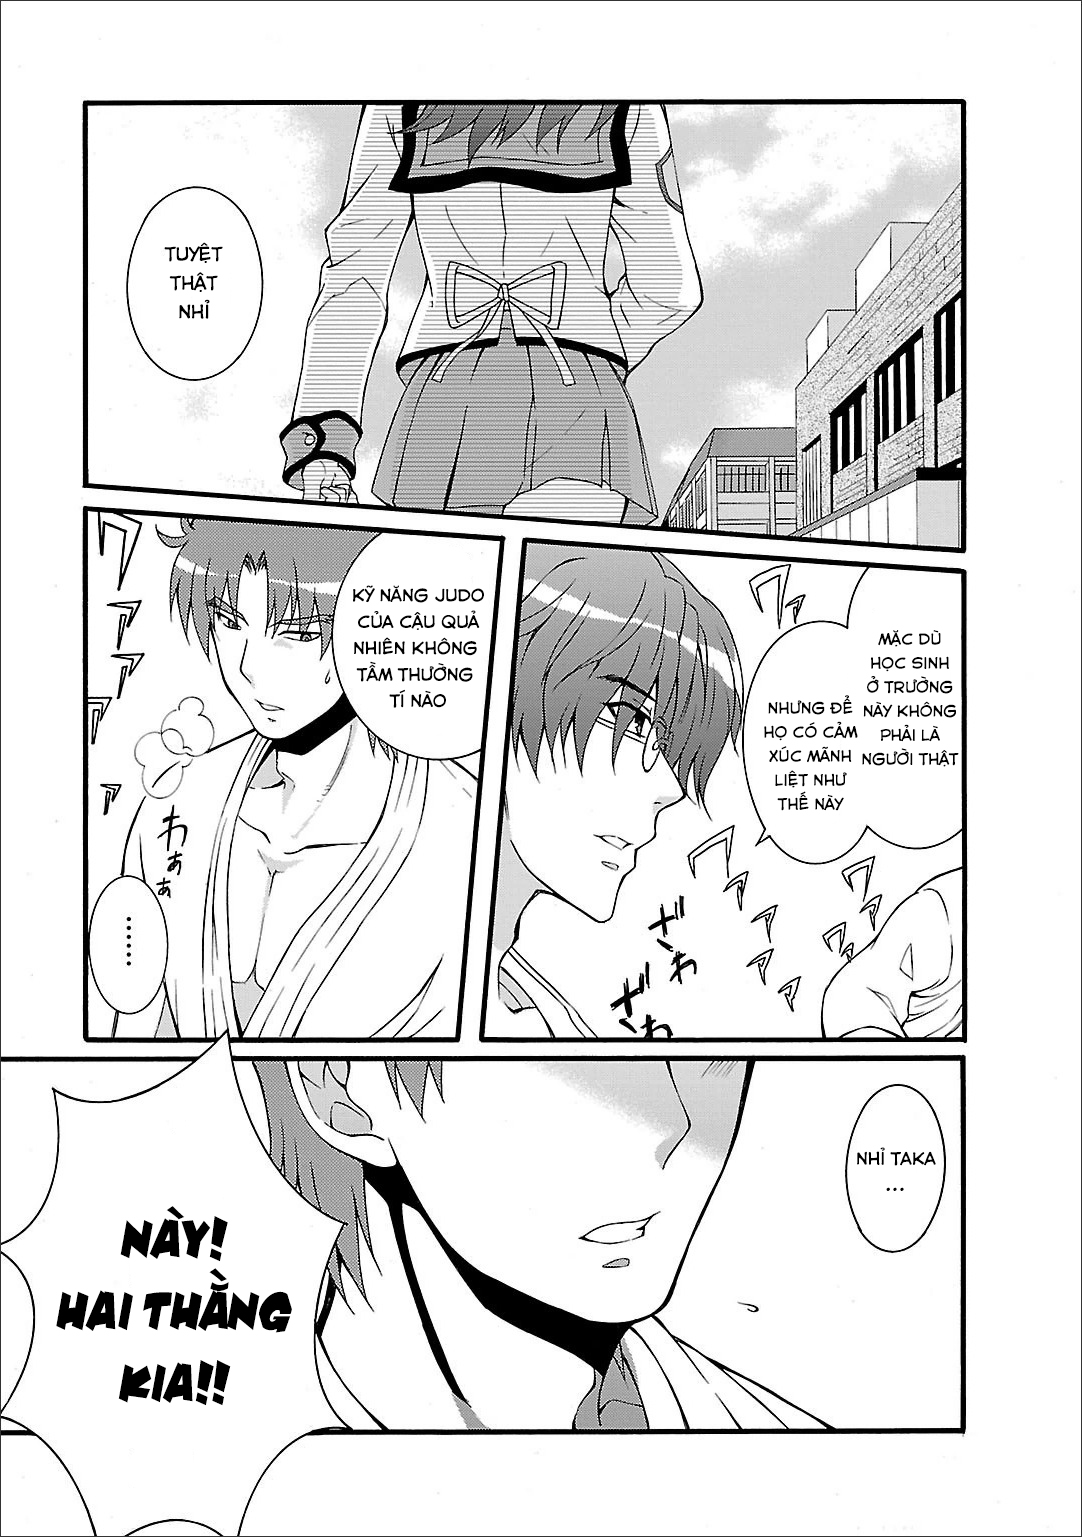 TUYỆT
THẬT
NHỈ
MẶC DÙ
HỌC SINH
Ở TRƯỜNG
NÀY KHÔNG
PHẢI LÀ
NGƯỜI THẬT
NHƯNG ĐỂ
HỌ CÓ CẢM
XÚC MÃNH
LIỆT NHƯ
THẾ NÀY
ざわ
ざわ
KỸ NĂNG JUDO
CỦA CẬU QUẢ
NHIÊN KHÔNG
TẦM THƯỜNG
TÍ NÀO
わぁぁ
......
NHỈ TAKA
...
NÀY!
HAI THẰNG
KIA!!